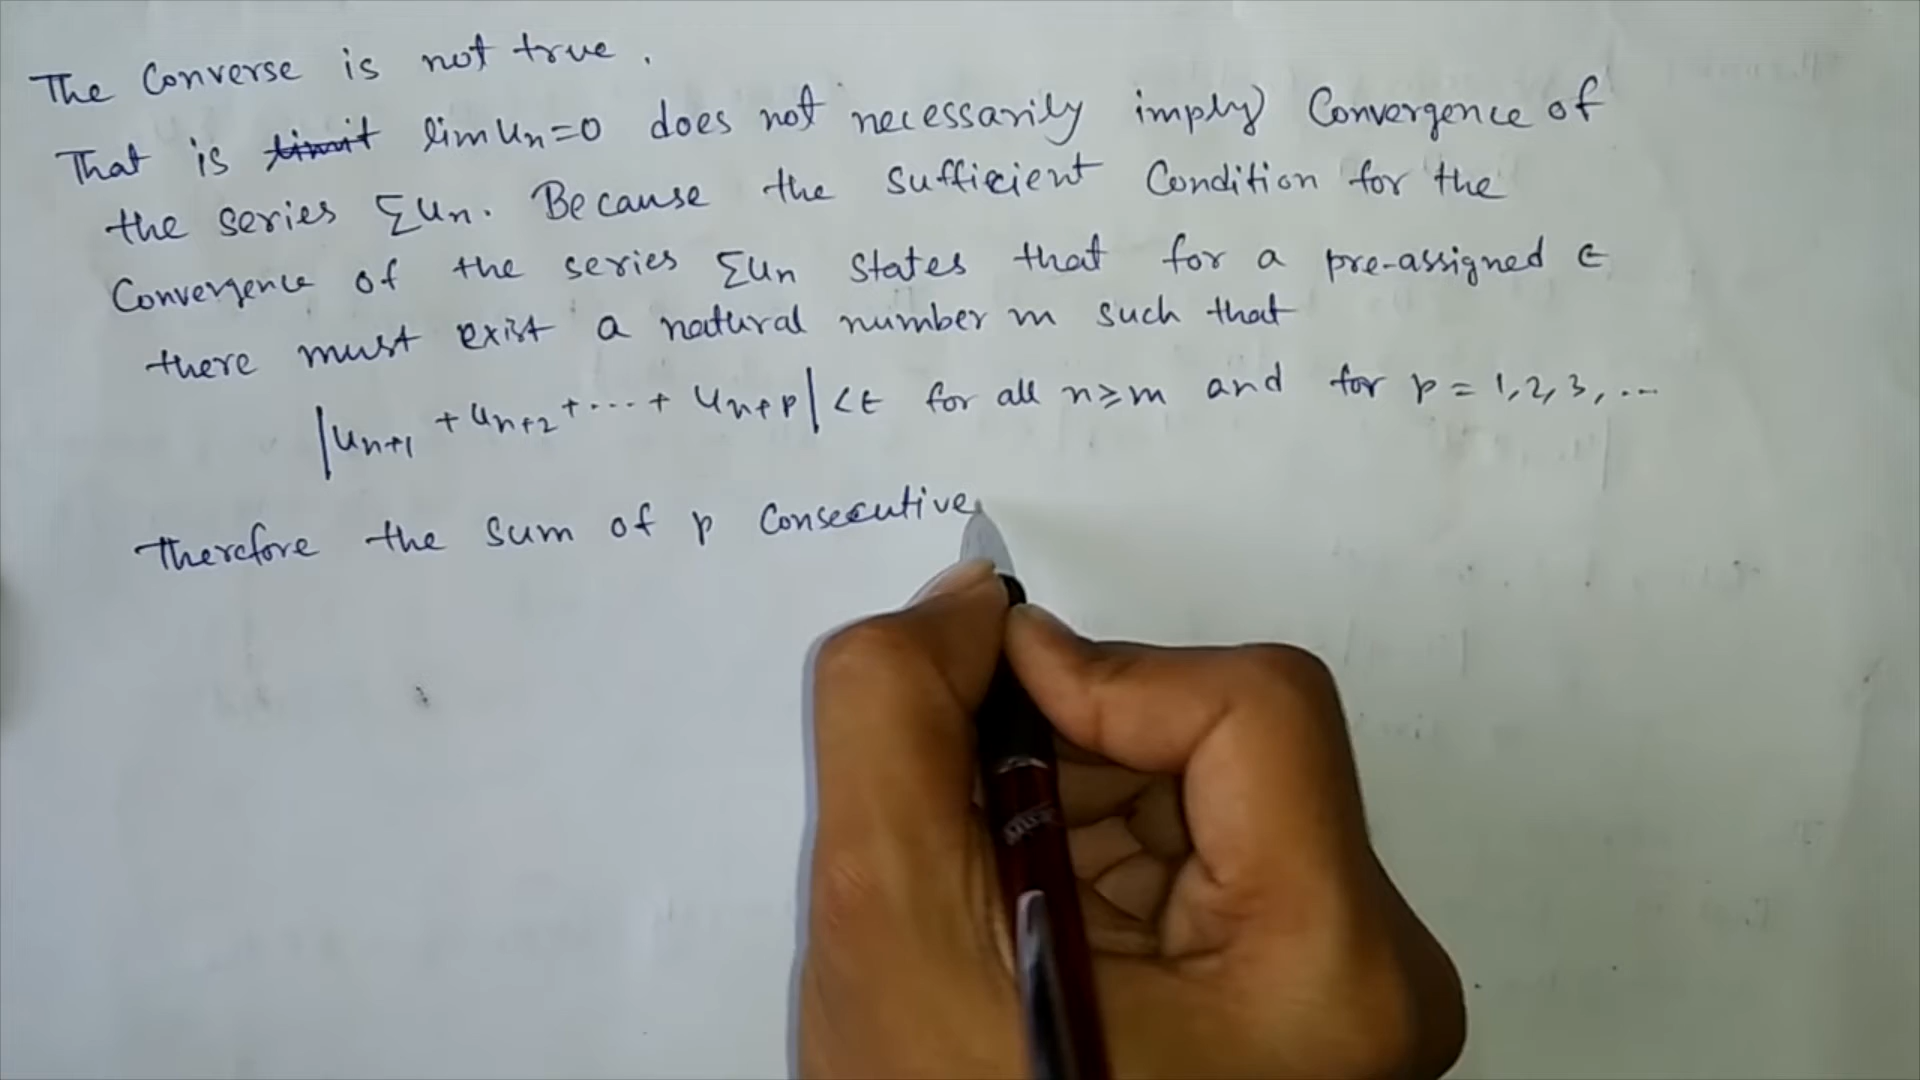 The Converse is not true.
That is limit lim uₙ=0 does not necessarily imply Convergence of
the series Σuₙ. Because the sufficient Condition for the
Convergence of the series Σuₙ states that for a pre-assigned ϵ
there must exist a natural number m such that
|uₙ₊₁ + uₙ₊₂ + ... + uₙ₊ₚ| < ϵ for all n ≥ m and for p = 1, 2, 3, ...
Therefore the sum of p Consecutive